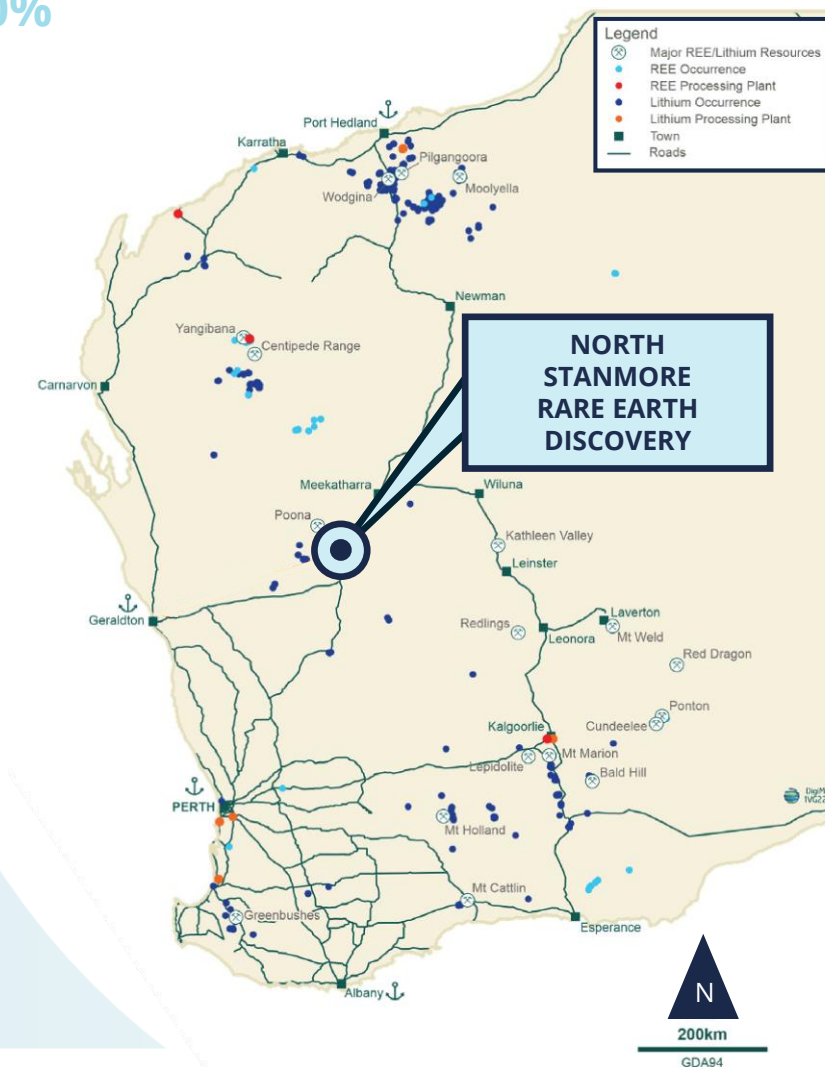 0%
Legend
Major REE/Lithium Resources
REE Occurrence
REE Processing Plant
Lithium Occurrence
Lithium Processing Plant
Town
Roads
Port Hedland
Karratha
Pilgangoora
Wodgina
Moolyella
Newman
Yangibana
Centipede Range
NORTH
STANMORE
RARE EARTH
DISCOVERY
Carnarvon
Meekatharra
Wiluna
Poona
Kathleen Valley
Leinster
Geraldton
Redlings
Laverton
Mt Weld
Leonora
Red Dragon
Ponton
Cundeelee
Kalgoorlie
Mt Marion
Lepidolite
Bald Hill
DigiM
1VG22
PERTH
Mt Holland
Mt Cattlin
Greenbushes
Esperance
Albany
N
200km
GDA94